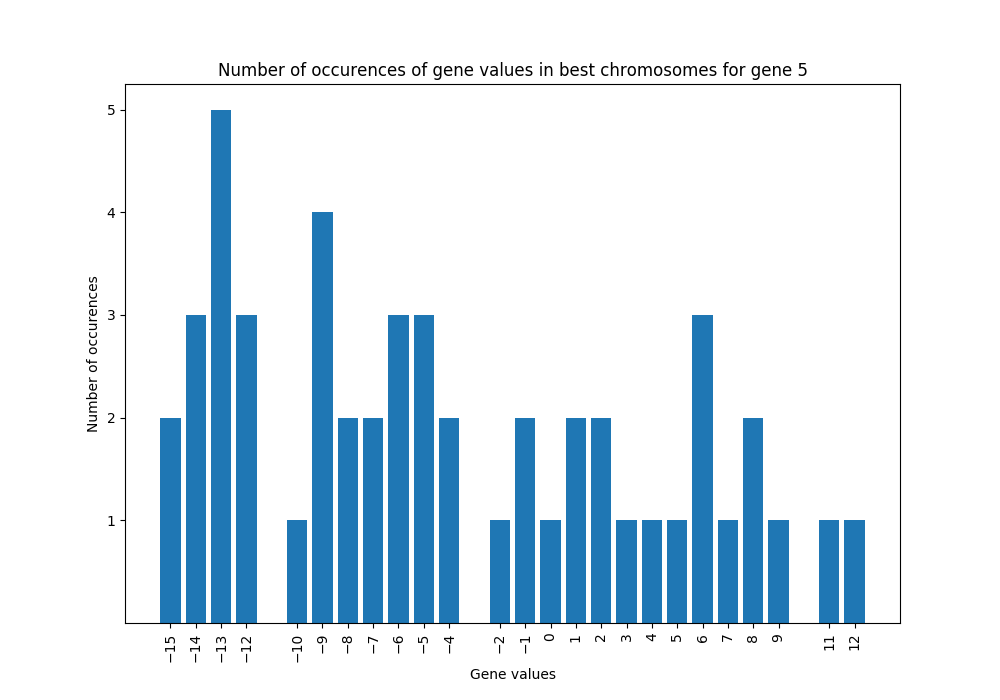 Number of occurences of gene values in best chromosomes for gene 5
Number of occurences
5
4
3
2
1
−15 −14 −13 −12 −10 −9 −8 −7 −6 −5 −4 −2 −1 0 1 2 3 4 5 6 7 8 9 11 12
Gene values